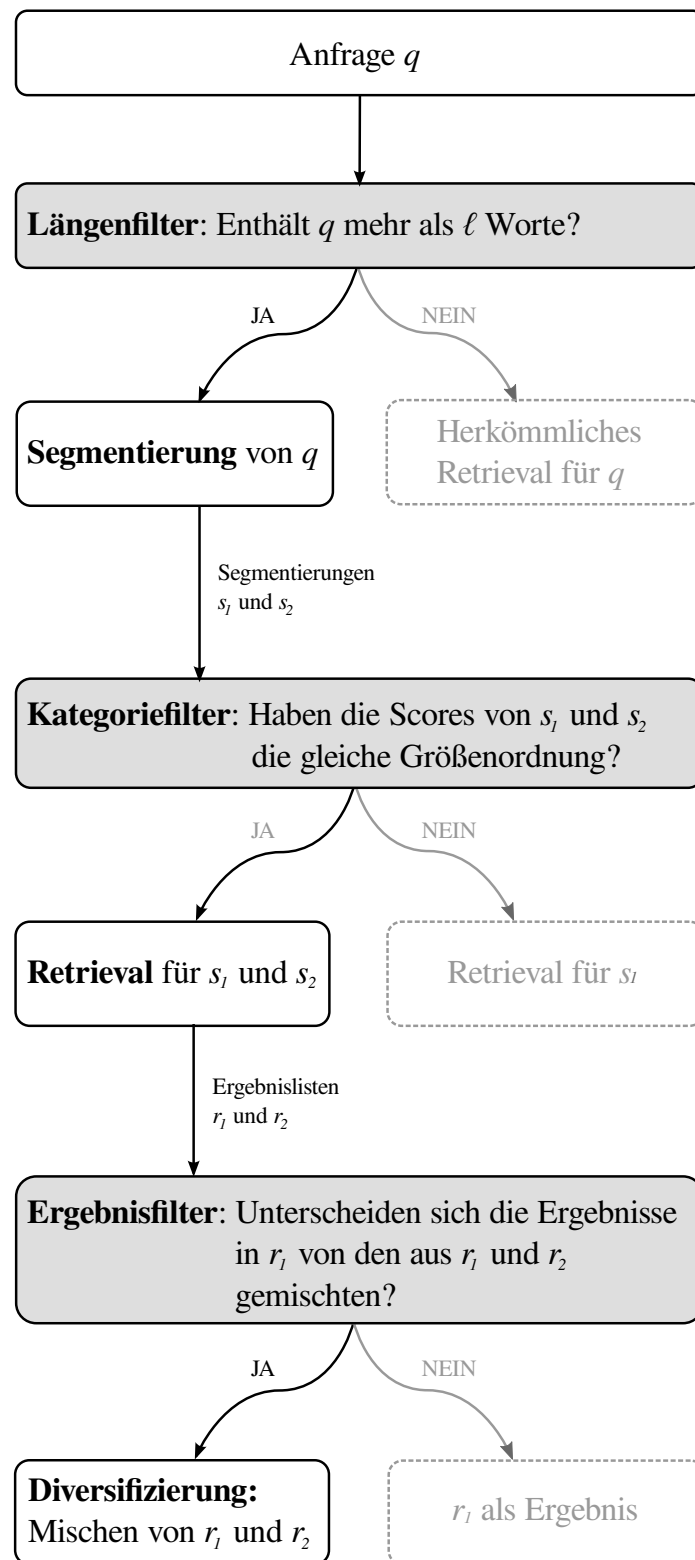 Anfrage q
Längenfilter: Enthält q mehr als ℓ Worte?
JA
NEIN
Segmentierung von q
Herkömmliches
Retrieval für q
Segmentierungen
s₁ und s₂
Kategoriefilter: Haben die Scores von s₁ und s₂
die gleiche Größenordnung?
JA
NEIN
Retrieval für s₁ und s₂
Retrieval für s₁
Ergebnislisten
r₁ und r₂
Ergebnisfilter: Unterscheiden sich die Ergebnisse
in r₁ von den aus r₁ und r₂
gemischten?
JA
NEIN
Diversifizierung:
Mischen von r₁ und r₂
r₁ als Ergebnis